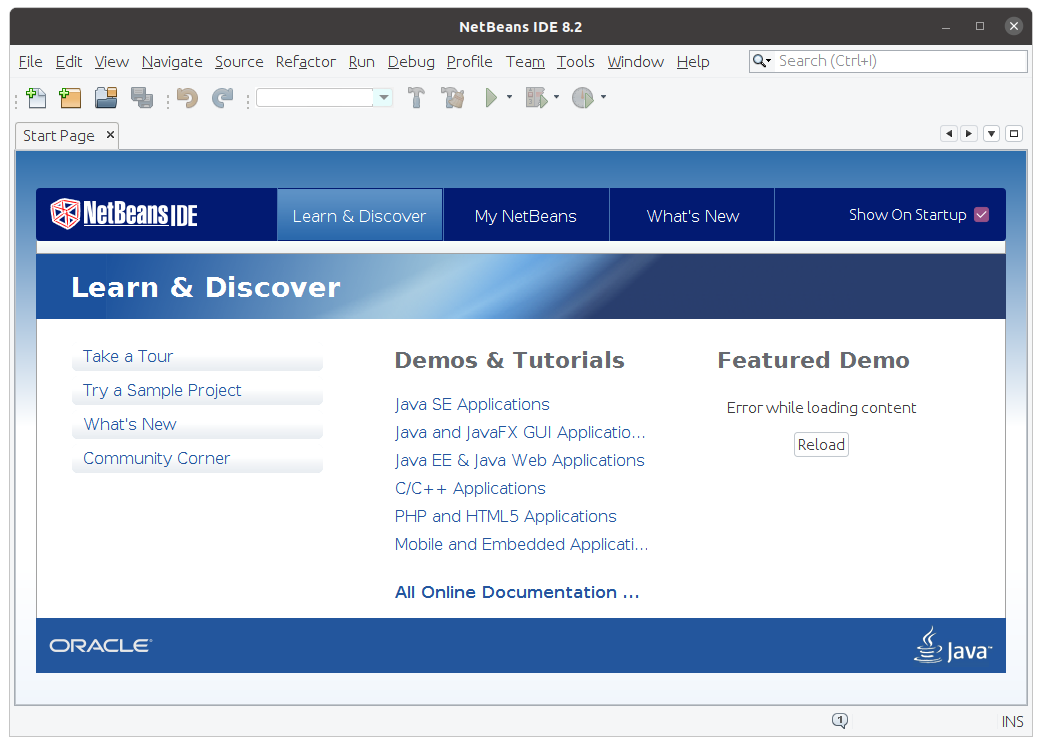 NetBeans IDE 8.2
File Edit View Navigate Source Refactor Run Debug Profile Team Tools Window Help Search (Ctrl+I)
Start Page
NetBeans IDE Learn & Discover My NetBeans What's New Show On Startup
Learn & Discover
Take a Tour
Try a Sample Project
What's New
Community Corner
Demos & Tutorials
Java SE Applications
Java and JavaFX GUI Applicatio...
Java EE & Java Web Applications
C/C++ Applications
PHP and HTML5 Applications
Mobile and Embedded Applicati...
All Online Documentation ...
Featured Demo
Error while loading content
Reload
ORACLE Java
1 INS